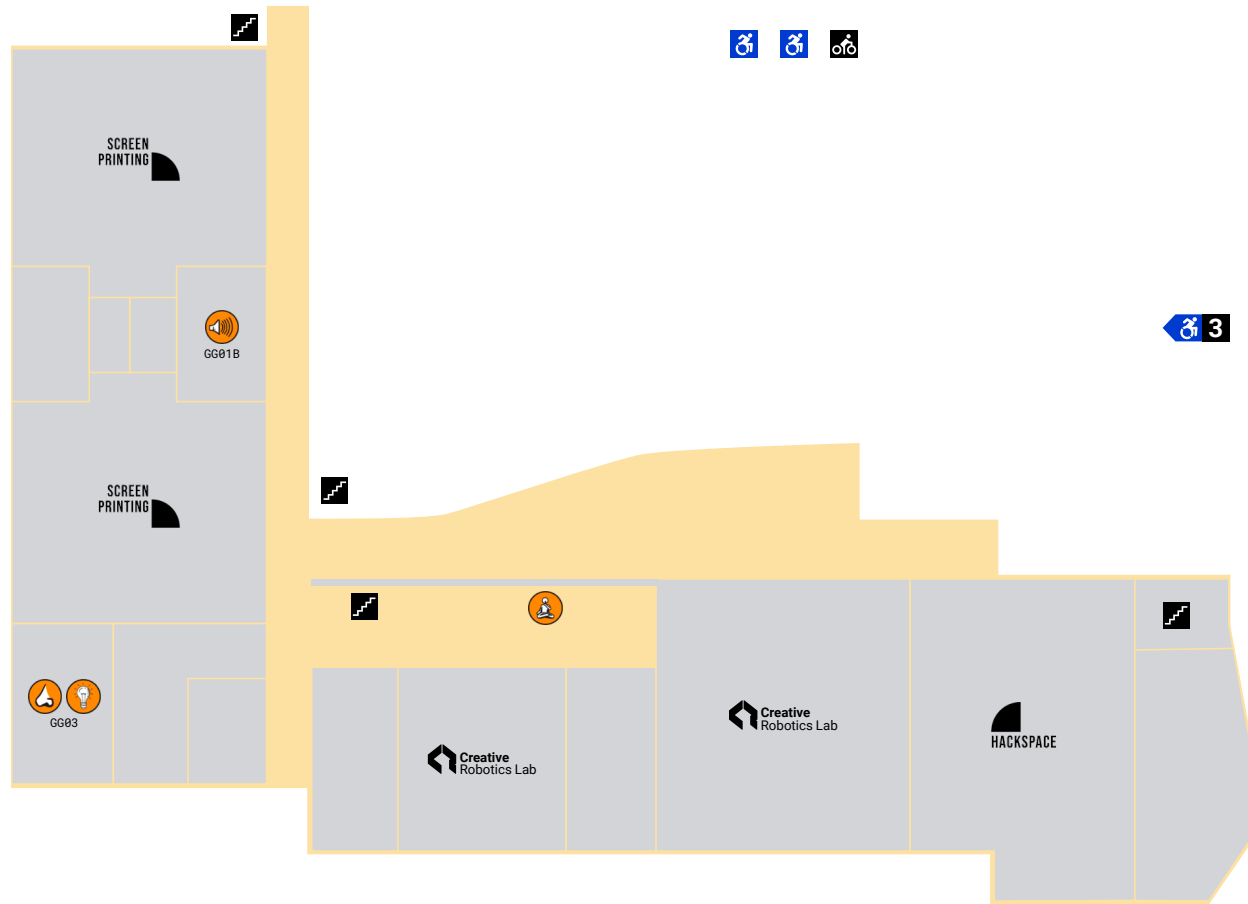 SCREEN
PRINTING
GG01B
3
SCREEN
PRINTING
GG03
Creative
Robotics Lab
Creative
Robotics Lab
HACKSPACE